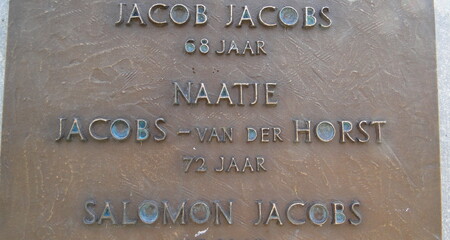 JACOB JACOBS
68 JAAR
NAATJE
JACOBS – VAN DER HORST
72 JAAR
SALOMON JACOBS